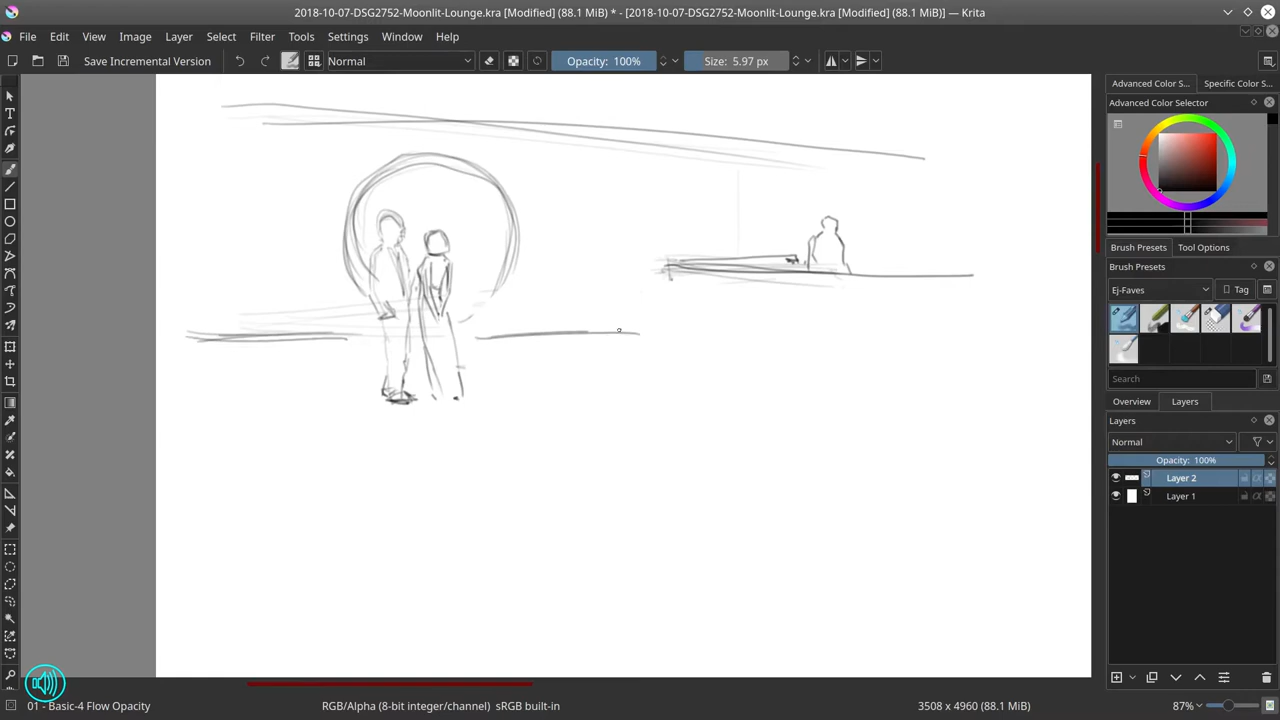 2018-10-07-DSG2752-Moonlit-Lounge.kra [Modified] (88.1 MiB) * - [2018-10-07-DSG2752-Moonlit-Lounge.kra [Modified] (88.1 MiB)] — Krita
File Edit View Image Layer Select Filter Tools Settings Window Help
Save Incremental Version Normal Opacity: 100% Size: 5.97 px
Advanced Color S... Specific Color S...
Advanced Color Selector
Brush Presets Tool Options
Brush Presets
Ej-Faves Tag
Search
Overview Layers
Layers
Normal
Opacity: 100%
Layer 2
Layer 1
01 - Basic-4 Flow Opacity RGB/Alpha (8-bit integer/channel) sRGB built-in 3508 x 4960 (88.1 MiB) 87%